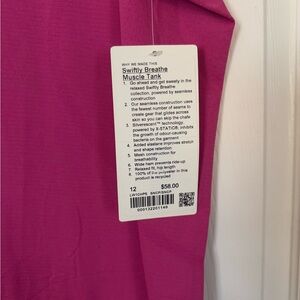 WHY WE MADE THIS
Swiftly Breathe
Muscle Tank
1. Go ahead and get sweaty in the
relaxed Swiftly Breathe
collection, powered by seamless
construction
2. Our seamless construction uses
the fewest number of seams to
create gear that glides across
skin so you can skip the chafe
3. Silverescent™ technology,
powered by X-STATIC®, inhibits
the growth of odour-causing
bacteria on the garment
4. Added elastane improves stretch
and shape retention
5. Mesh construction for
breathability
6. Wide hem prevents ride-up
7. Relaxed fit, hip length
8. 100% of the polyester in this
product is recycled
12 $58.00